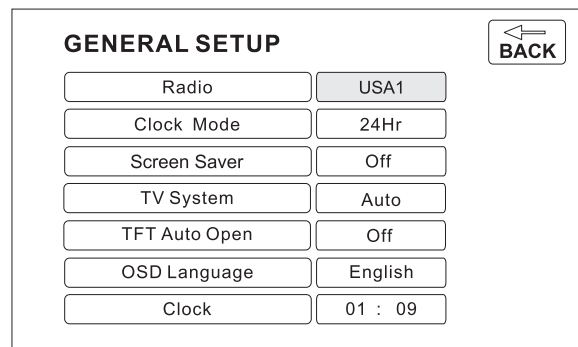 GENERAL SETUP
BACK
Radio USA1
Clock Mode 24Hr
Screen Saver Off
TV System Auto
TFT Auto Open Off
OSD Language English
Clock 01 : 09